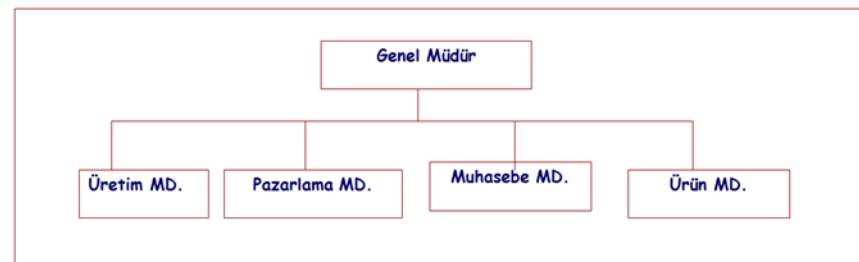 Genel Müdür
Üretim MD.
Pazarlama MD.
Muhasebe MD.
Ürün MD.